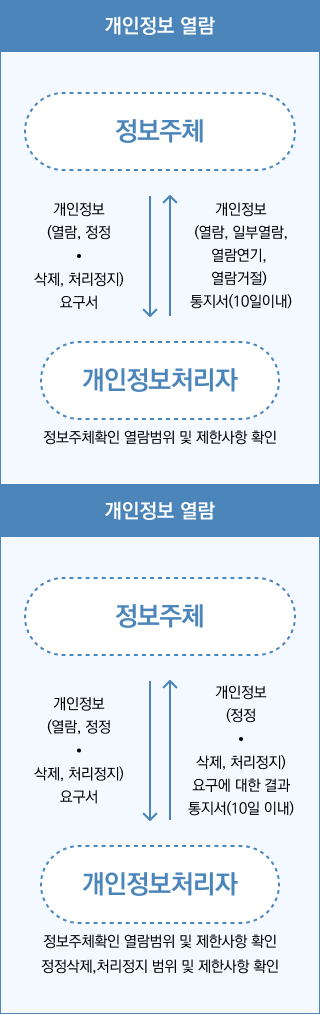 개인정보 열람
정보주체
개인정보
(열람, 정정
•
삭제, 처리정지)
요구서
개인정보
(열람, 일부열람,
열람연기,
열람거절)
통지서(10일이내)
개인정보처리자
정보주체확인 열람범위 및 제한사항 확인
개인정보 열람
정보주체
개인정보
(열람, 정정
•
삭제, 처리정지)
요구서
개인정보
(정정
•
삭제, 처리정지)
요구에 대한 결과
통지서(10일 이내)
개인정보처리자
정보주체확인 열람범위 및 제한사항 확인
정정삭제,처리정지 범위 및 제한사항 확인